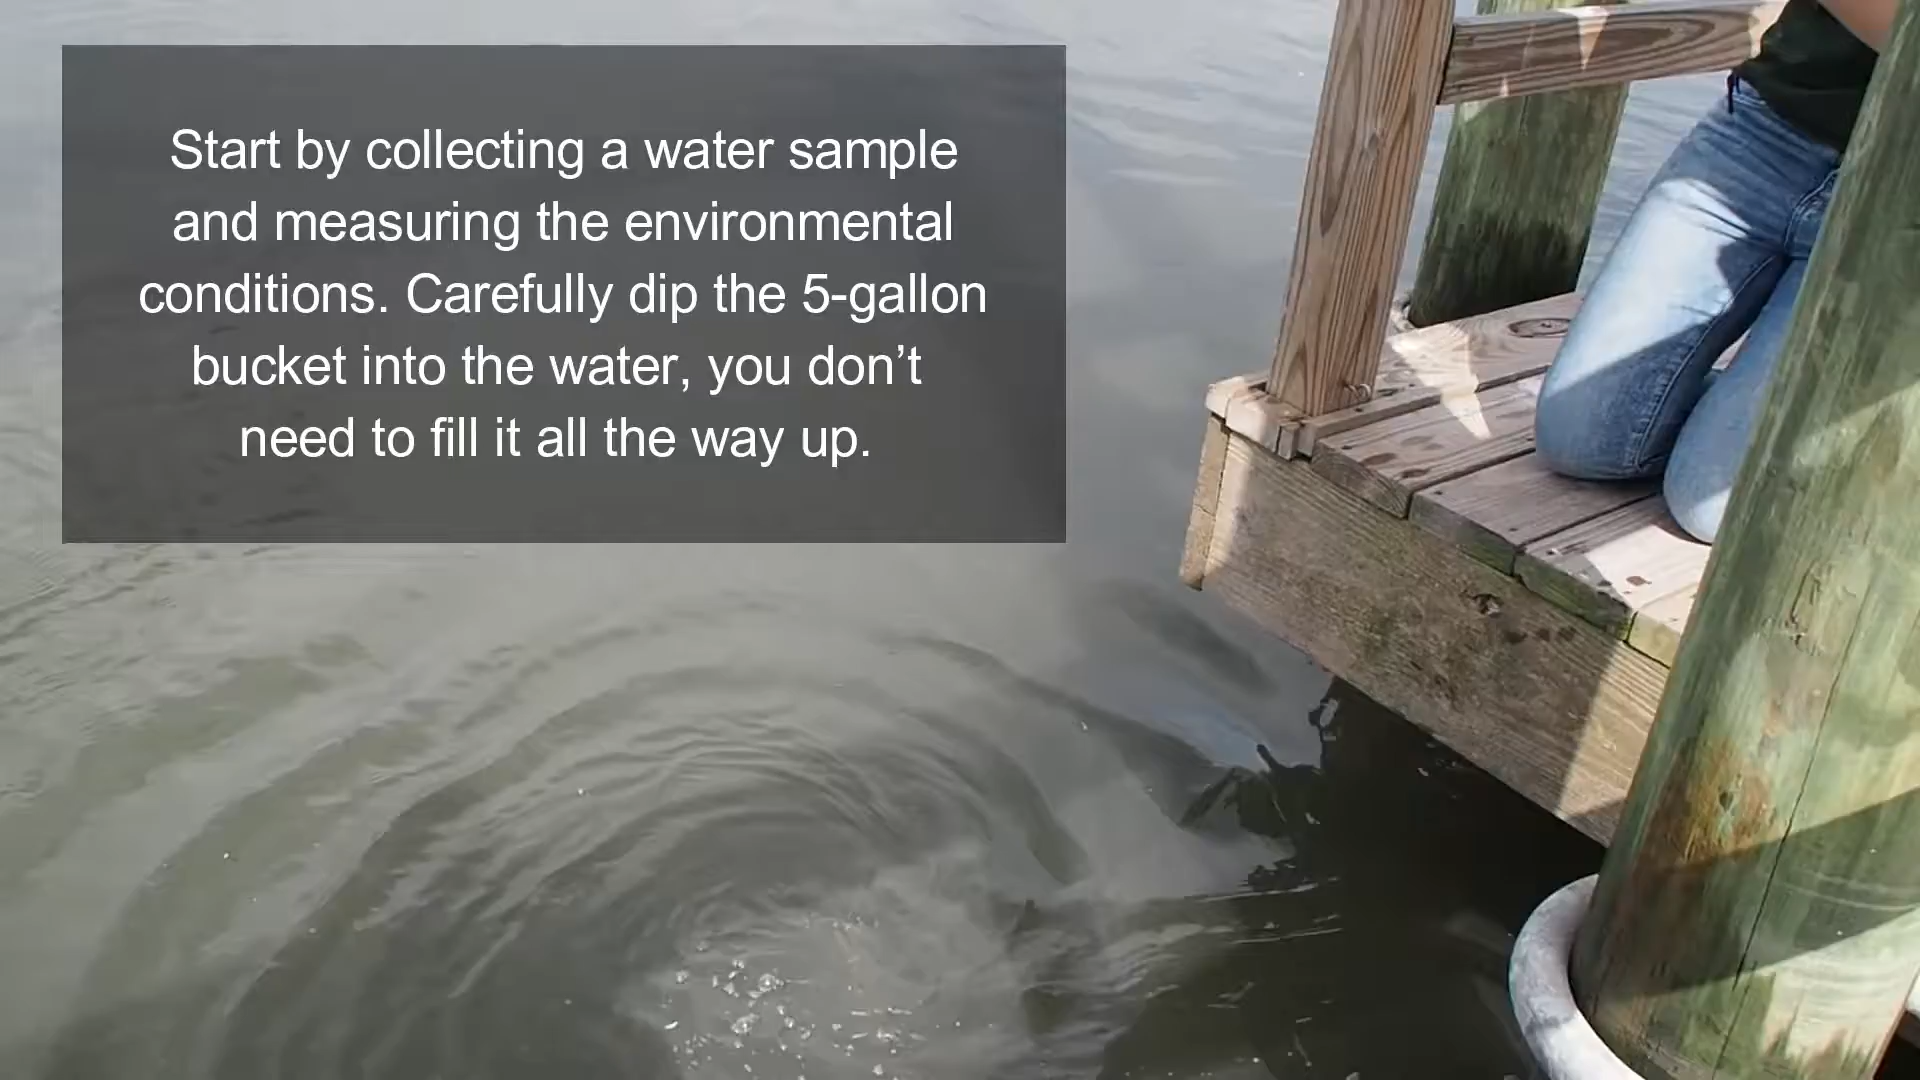 Start by collecting a water sample
and measuring the environmental
conditions. Carefully dip the 5-gallon
bucket into the water, you don’t
need to fill it all the way up.